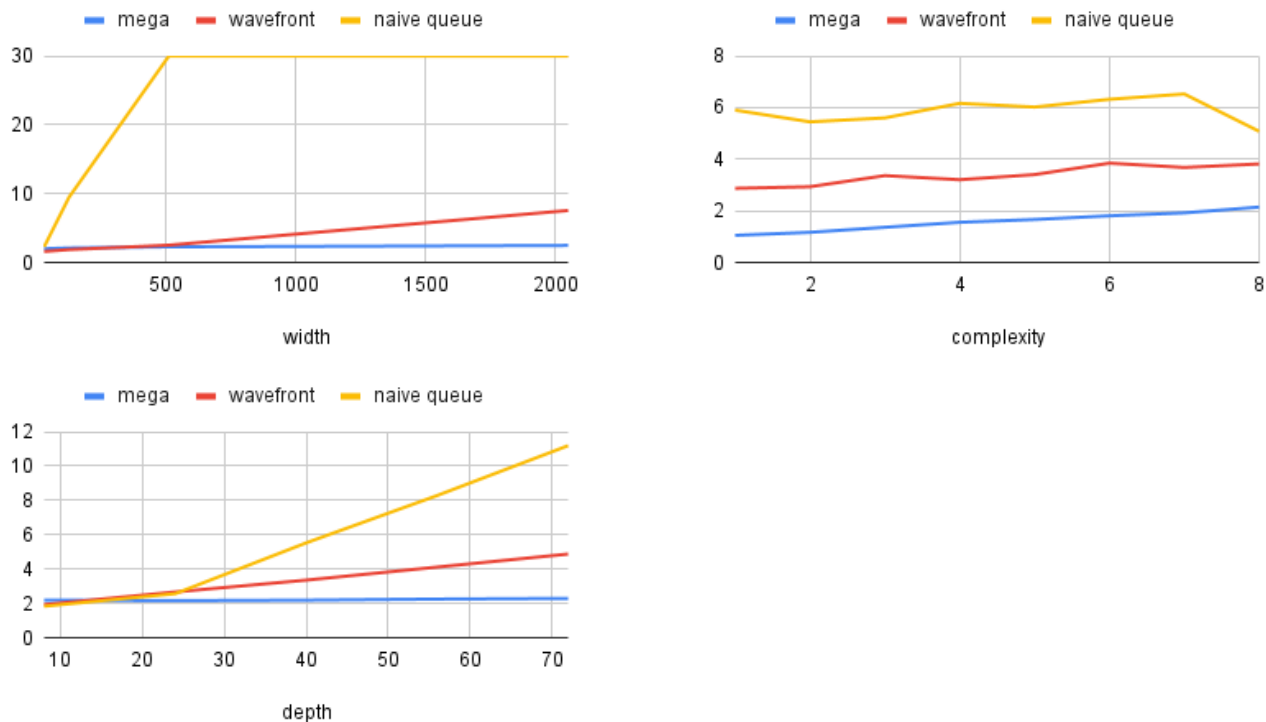 mega wavefront naive queue
30
20
10
0
500 1000 1500 2000
width
mega wavefront naive queue
8
6
4
2
0
2 4 6 8
complexity
mega wavefront naive queue
12
10
8
6
4
2
0
10 20 30 40 50 60 70
depth